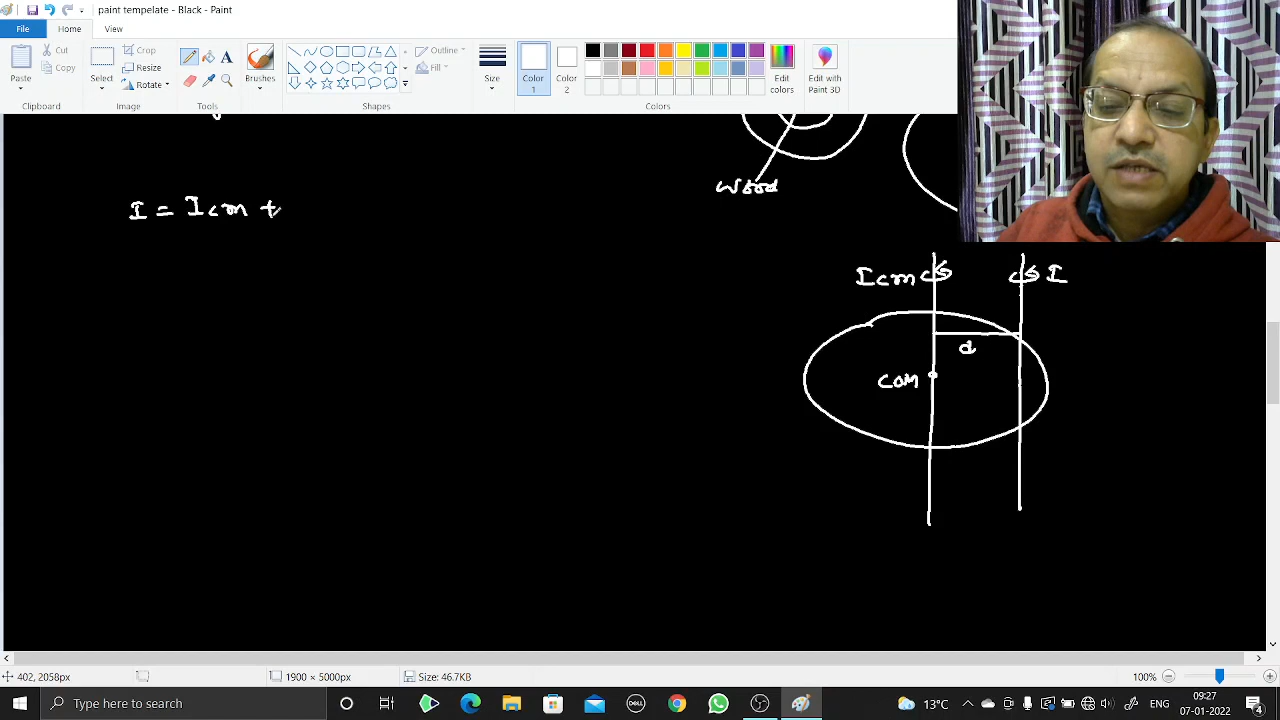 paint template - Black - Paint
File
Home
View
Paste
Cut
Copy
Clipboard
Select
Crop
Resize
Rotate
Image
Tools
Brushes
Shapes
Outline
Fill
Size
Color 1
Color 2
Edit colors
Colors
Edit with Paint 3D
I = Icm +
Icm
I
d
COM
402, 2058px
1900 × 5000px
Size: 46.7KB
100%
Type here to search
DELL
13°C
ENG
09:27
07-01-2022